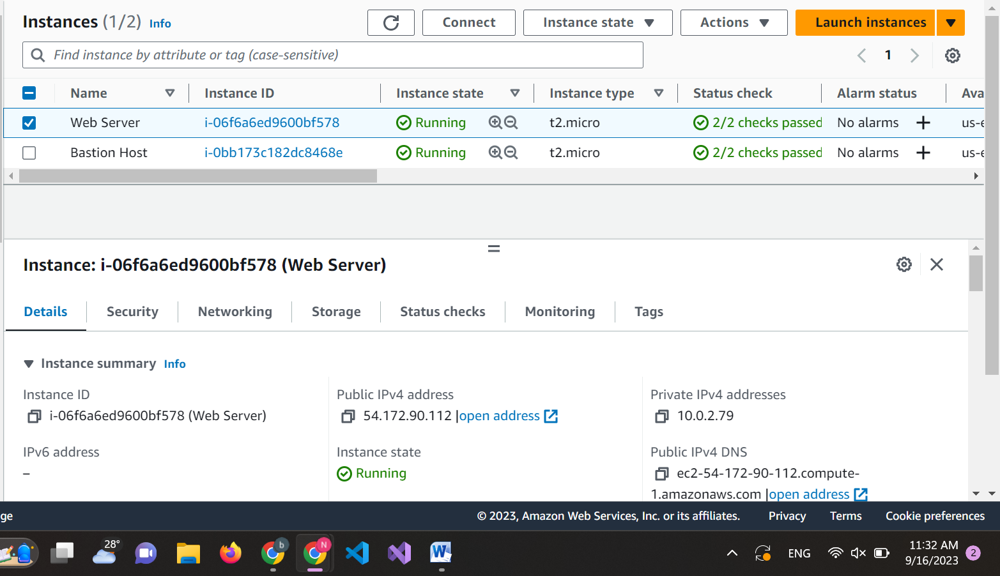 Instances (1/2) Info
Connect
Instance state
Actions
Launch instances
Find instance by attribute or tag (case-sensitive)
1
Name Instance ID Instance state Instance type Status check Alarm status Ava
Web Server i-06f6a6ed9600bf578 Running t2.micro 2/2 checks passed No alarms + us-e
Bastion Host i-0bb173c182dc8468e Running t2.micro 2/2 checks passed No alarms + us-e
Instance: i-06f6a6ed9600bf578 (Web Server)
Details Security Networking Storage Status checks Monitoring Tags
Instance summary Info
Instance ID
i-06f6a6ed9600bf578 (Web Server)
Public IPv4 address
54.172.90.112 |open address
Private IPv4 addresses
10.0.2.79
IPv6 address
–
Instance state
Running
Public IPv4 DNS
ec2-54-172-90-112.compute-
1.amazonaws.com |open address
ge
© 2023, Amazon Web Services, Inc. or its affiliates. Privacy Terms Cookie preferences
28°
b
N
W
ENG
11:32 AM
9/16/2023
2